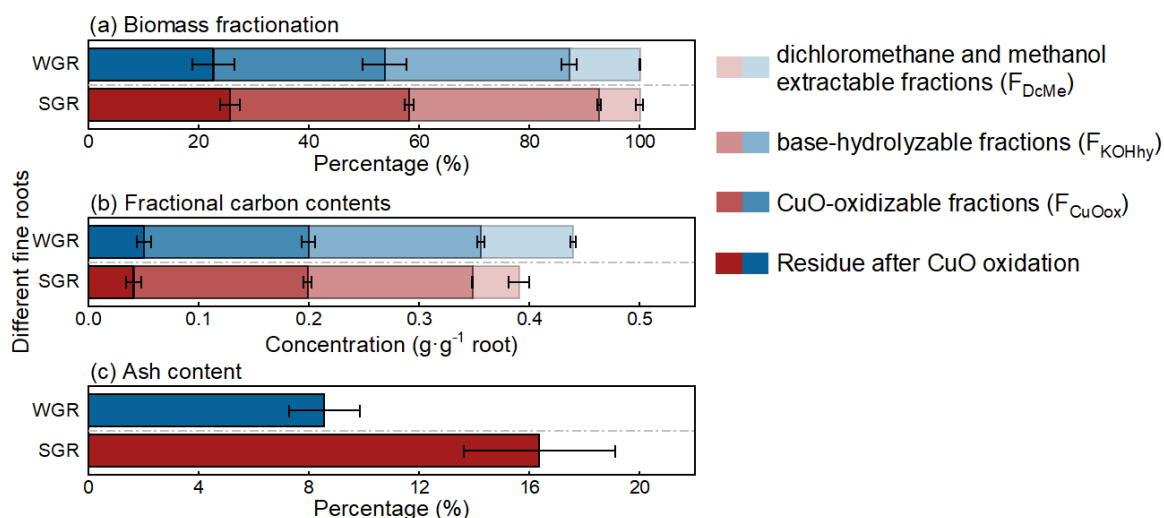 (a) Biomass fractionation
WGR
SGR
0 20 40 60 80 100
Percentage (%)
Different fine roots
(b) Fractional carbon contents
WGR
SGR
0.0 0.1 0.2 0.3 0.4 0.5
Concentration (g·g⁻¹ root)
(c) Ash content
WGR
SGR
0 4 8 12 16 20
Percentage (%)
dichloromethane and methanol
extractable fractions (F_DcMe)
base-hydrolyzable fractions (F_KOHhy)
CuO-oxidizable fractions (F_CuOox)
Residue after CuO oxidation